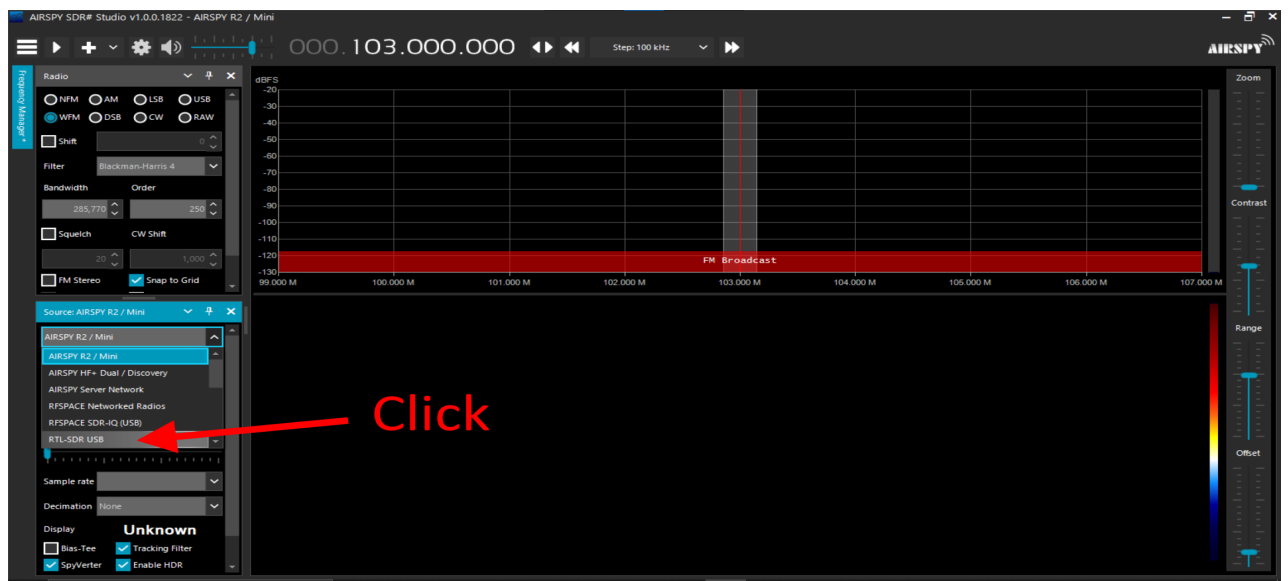 AIRSPY SDR# Studio v1.0.0.1822 - AIRSPY R2 / Mini
000.103.000.000
Step: 100 kHz
AIRSPY
Frequency Manager *
Radio
NFM AM LSB USB
WFM DSB CW RAW
Shift 0
Filter Blackman-Harris 4
Bandwidth Order
285,770 250
Squelch CW Shift
20 1,000
FM Stereo Snap to Grid
Source: AIRSPY R2 / Mini
AIRSPY R2 / Mini
AIRSPY R2 / Mini
AIRSPY HF+ Dual / Discovery
AIRSPY Server Network
RFSPACE Networked Radios
RFSPACE SDR-IQ (USB)
RTL-SDR USB
Sample rate
Decimation None
Display Unknown
Bias-Tee Tracking Filter
SpyVerter Enable HDR
dBFS
-20
-30
-40
-50
-60
-70
-80
-90
-100
-110
-120
-130
FM Broadcast
99.000 M 100.000 M 101.000 M 102.000 M 103.000 M 104.000 M 105.000 M 106.000 M 107.000 M
Click
Zoom
Contrast
Range
Offset